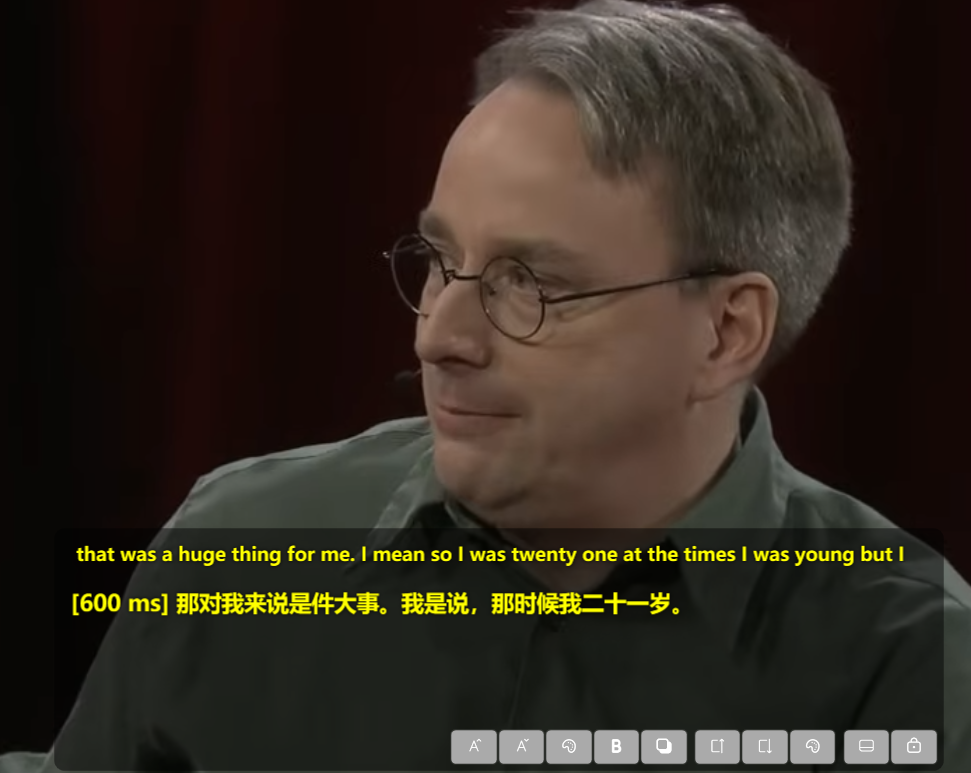 that was a huge thing for me. I mean so I was twenty one at the times I was young but I
[600 ms] 那对我来说是件大事。我是说，那时候我二十一岁。
A^ A˅ B